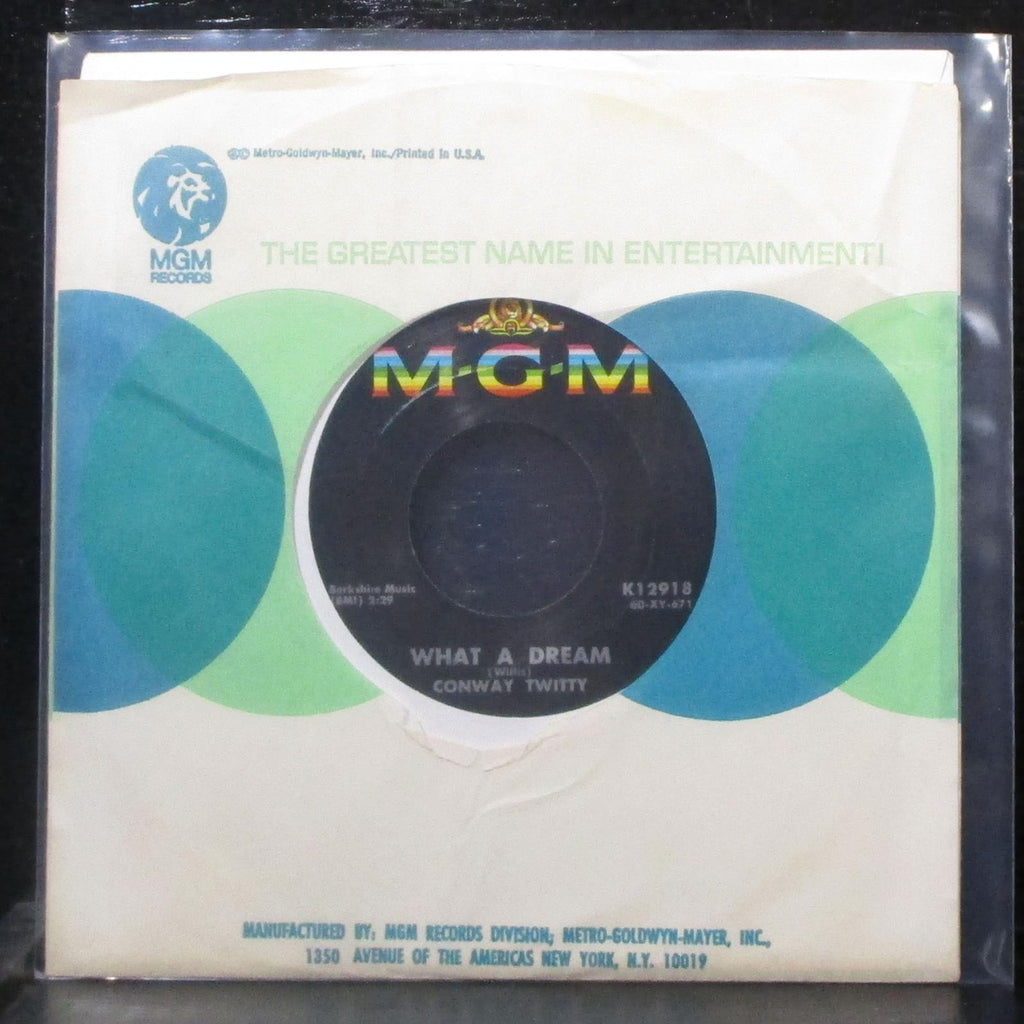 ℗© Metro-Goldwyn-Mayer, Inc./Printed in U.S.A.
MGM
RECORDS
THE GREATEST NAME IN ENTERTAINMENT!
M-G-M
Berkshire Music
(BMI) 2:29
K12918
60-XY-671
WHAT A DREAM
(Willis)
CONWAY TWITTY
MANUFACTURED BY: MGM RECORDS DIVISION; METRO-GOLDWYN-MAYER, INC.,
1350 AVENUE OF THE AMERICAS NEW YORK, N.Y. 10019